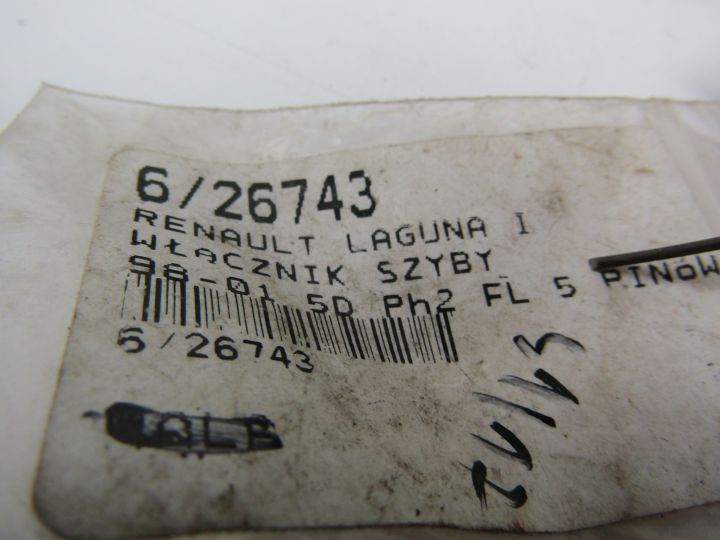 6/26743
RENAULT LAGUNA I
WŁĄCZNIK SZYBY
98-01 5D Ph2 FL 5 PINÓW
6/26743